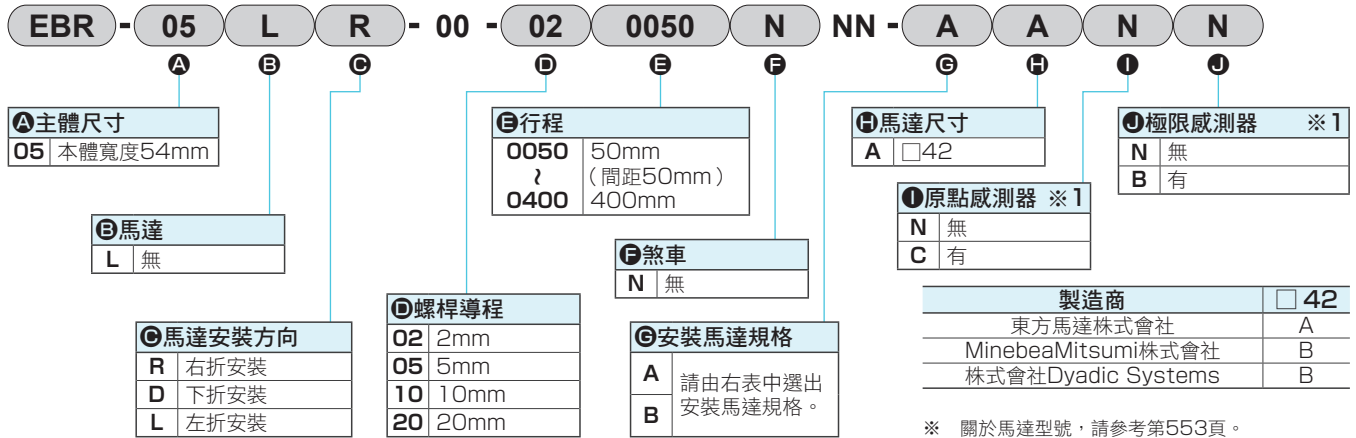 EBR - 05 L R - 00 - 02 0050 N NN - A A N N
A B C D E F G H I J
A主體尺寸
05 本體寬度54mm
B馬達
L 無
C馬達安裝方向
R 右折安裝
D 下折安裝
L 左折安裝
D螺桿導程
02 2mm
05 5mm
10 10mm
20 20mm
E行程
0050 50mm
~ (間距50mm)
0400 400mm
F煞車
N 無
G安裝馬達規格
A 請由右表中選出
B 安裝馬達規格。
H馬達尺寸
A □42
I原點感測器 ※1
N 無
C 有
J極限感測器 ※1
N 無
B 有
製造商 □42
東方馬達株式會社 A
MinebeaMitsumi株式會社 B
株式會社Dyadic Systems B
※ 關於馬達型號，請參考第553頁。